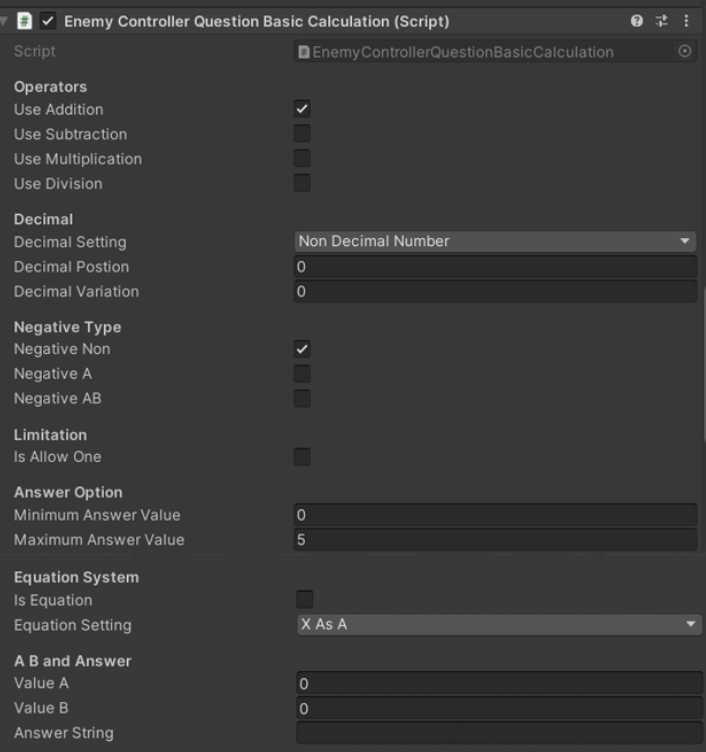 Enemy Controller Question Basic Calculation (Script)
Script EnemyControllerQuestionBasicCalculation
Operators
Use Addition
Use Subtraction
Use Multiplication
Use Division
Decimal
Decimal Setting Non Decimal Number
Decimal Postion 0
Decimal Variation 0
Negative Type
Negative Non
Negative A
Negative AB
Limitation
Is Allow One
Answer Option
Minimum Answer Value 0
Maximum Answer Value 5
Equation System
Is Equation
Equation Setting X As A
A B and Answer
Value A 0
Value B 0
Answer String